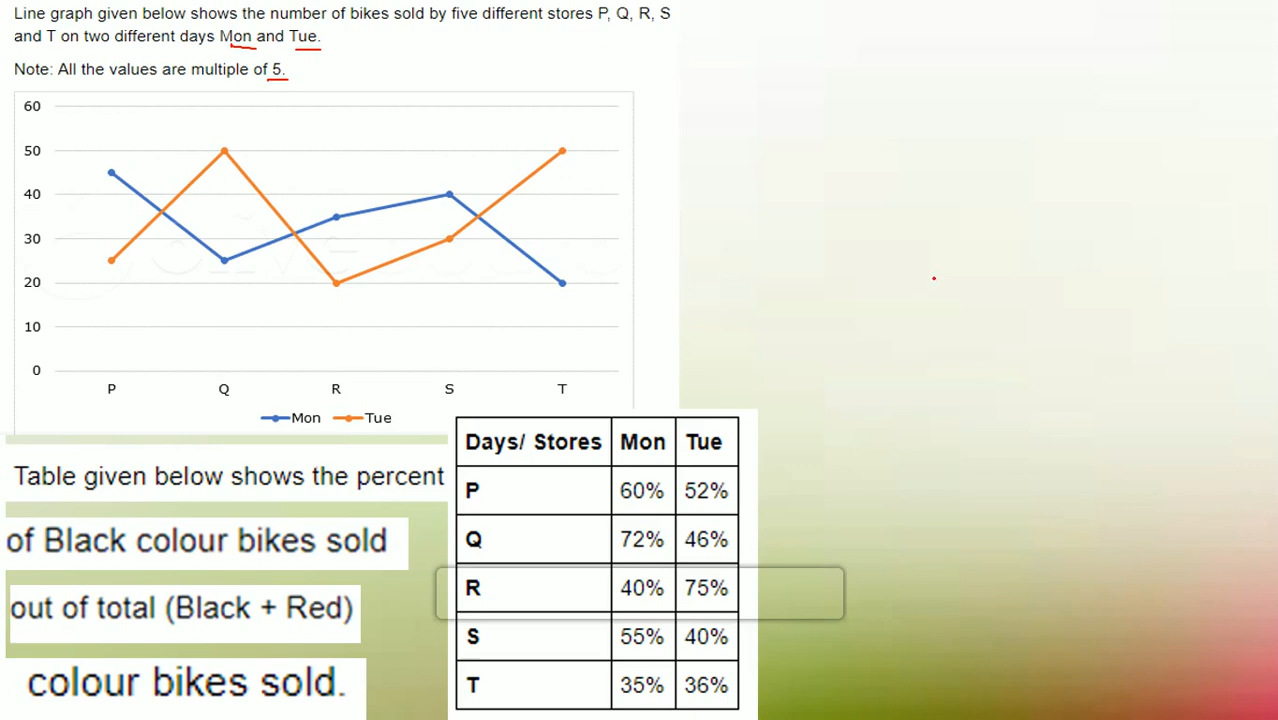 Line graph given below shows the number of bikes sold by five different stores P, Q, R, S
and T on two different days Mon and Tue.
Note: All the values are multiple of 5.
60
50
40
30
20
10
0
P Q R S T
Mon Tue
Table given below shows the percent
of Black colour bikes sold
out of total (Black + Red)
colour bikes sold.
Days/ Stores Mon Tue
P 60% 52%
Q 72% 46%
R 40% 75%
S 55% 40%
T 35% 36%